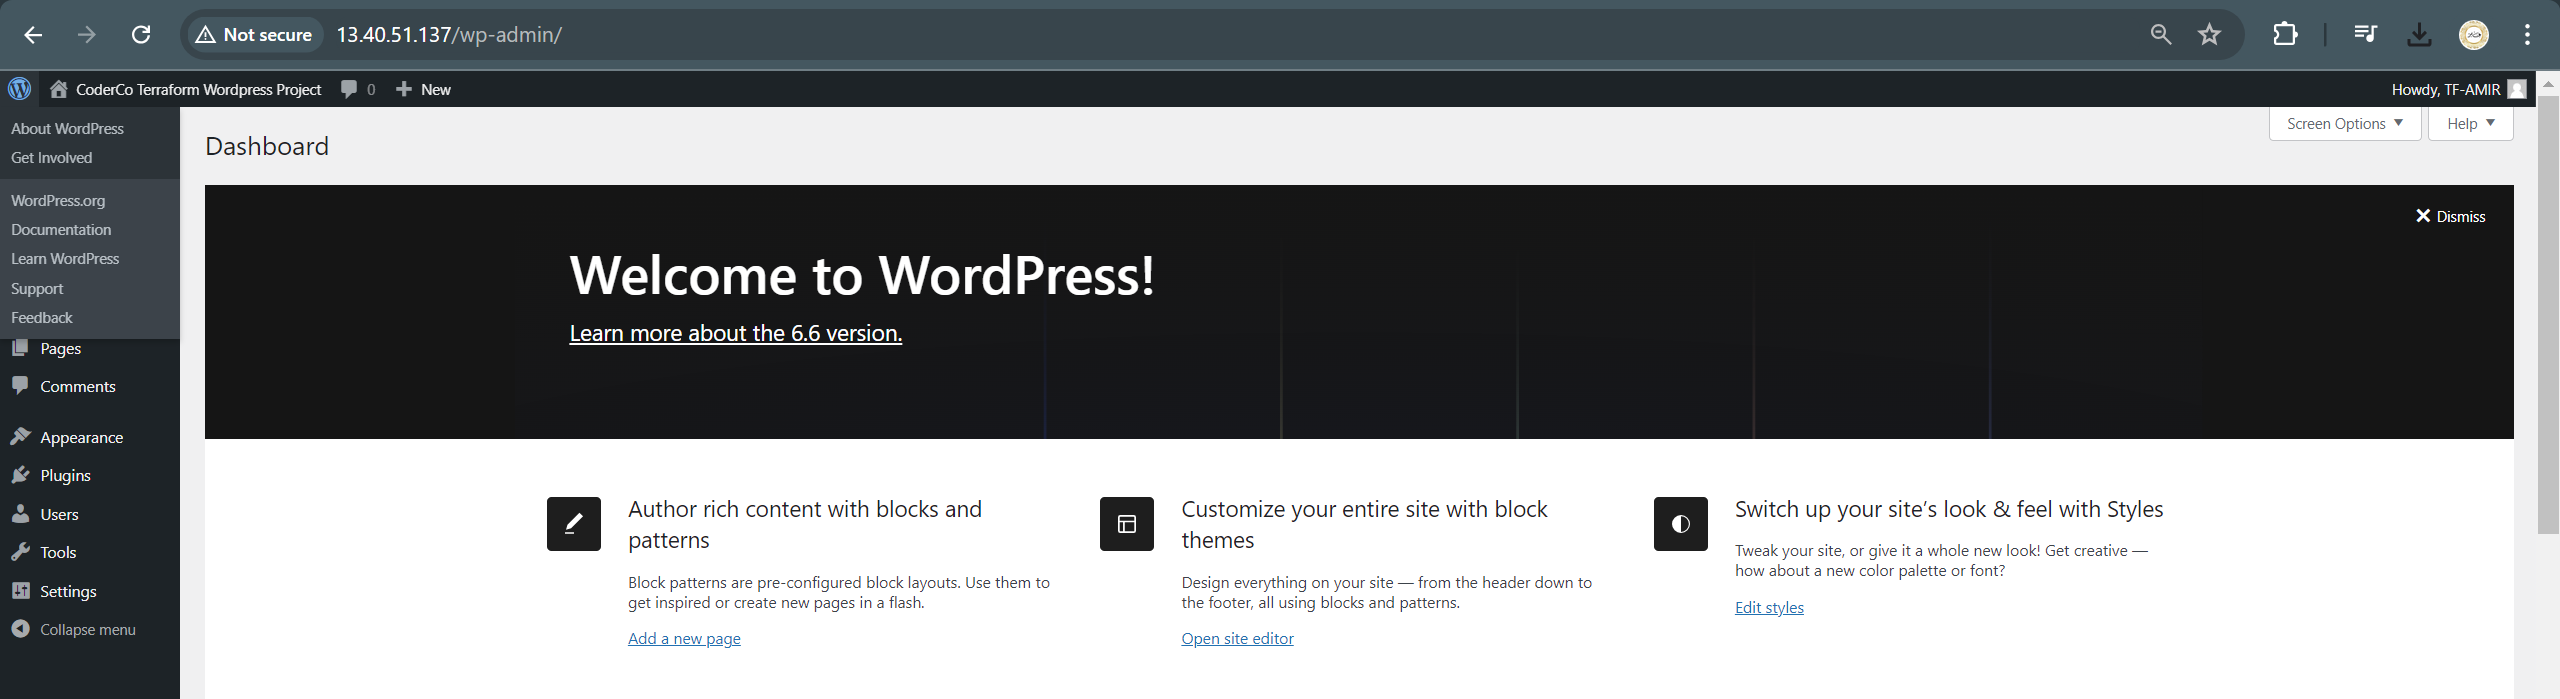 Not secure
13.40.51.137/wp-admin/
CoderCo Terraform Wordpress Project
0
New
Howdy, TF-AMIR
About WordPress
Get Involved
WordPress.org
Documentation
Learn WordPress
Support
Feedback
Pages
Comments
Appearance
Plugins
Users
Tools
Settings
Collapse menu
Dashboard
Screen Options
Help
Dismiss
Welcome to WordPress!
Learn more about the 6.6 version.
Author rich content with blocks and
patterns
Block patterns are pre-configured block layouts. Use them to
get inspired or create new pages in a flash.
Add a new page
Customize your entire site with block
themes
Design everything on your site — from the header down to
the footer, all using blocks and patterns.
Open site editor
Switch up your site’s look & feel with Styles
Tweak your site, or give it a whole new look! Get creative —
how about a new color palette or font?
Edit styles